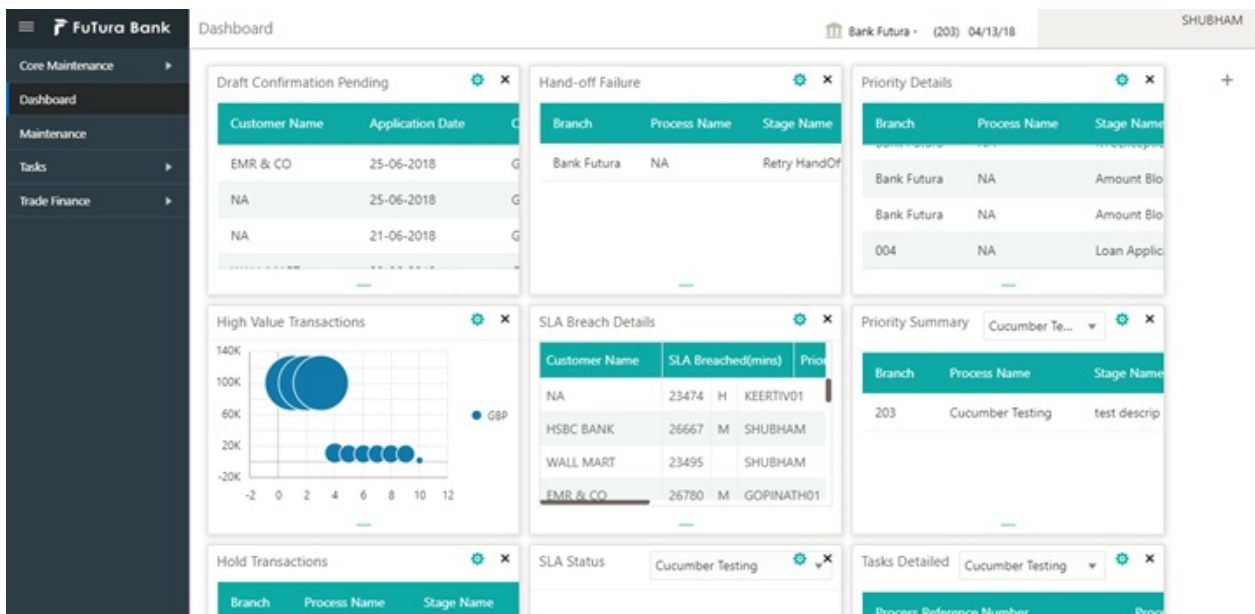 FuTura Bank
Dashboard
Bank Futura - (203) 04/13/18
SHUBHAM
Core Maintenance
Dashboard
Maintenance
Tasks
Trade Finance
Draft Confirmation Pending
Customer Name Application Date C
EMR & CO 25-06-2018 G
NA 25-06-2018 G
NA 21-06-2018 G
Hand-off Failure
Branch Process Name Stage Name
Bank Futura NA Retry HandOf
Priority Details
Branch Process Name Stage Name
Bank Futura NA Amount Blo
Bank Futura NA Amount Blo
004 NA Loan Applic
High Value Transactions
140K
100K
60K
20K
-20K
-2 0 2 4 6 8 10 12
GBP
SLA Breach Details
Customer Name SLA Breached(mins) Prior
NA 23474 H KEERTIV01
HSBC BANK 26667 M SHUBHAM
WALL MART 23495 SHUBHAM
EMR & CO 26780 M GOPINATH01
Priority Summary Cucumber Te...
Branch Process Name Stage Name
203 Cucumber Testing test descrip
Hold Transactions
Branch Process Name Stage Name
SLA Status Cucumber Testing
Tasks Detailed Cucumber Testing
Process Reference Number Proce